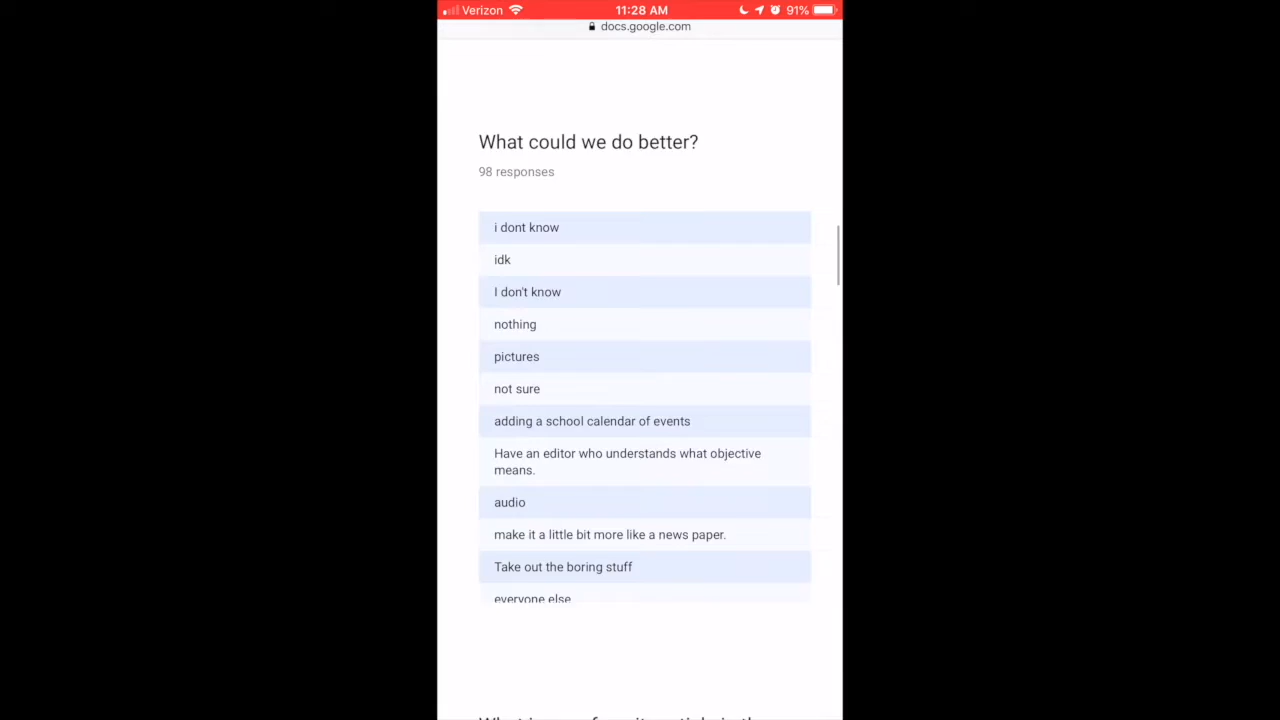 Verizon 11:28 AM 91%
docs.google.com
What could we do better?
98 responses
i dont know
idk
I don't know
nothing
pictures
not sure
adding a school calendar of events
Have an editor who understands what objective
means.
audio
make it a little bit more like a news paper.
Take out the boring stuff
everyone else